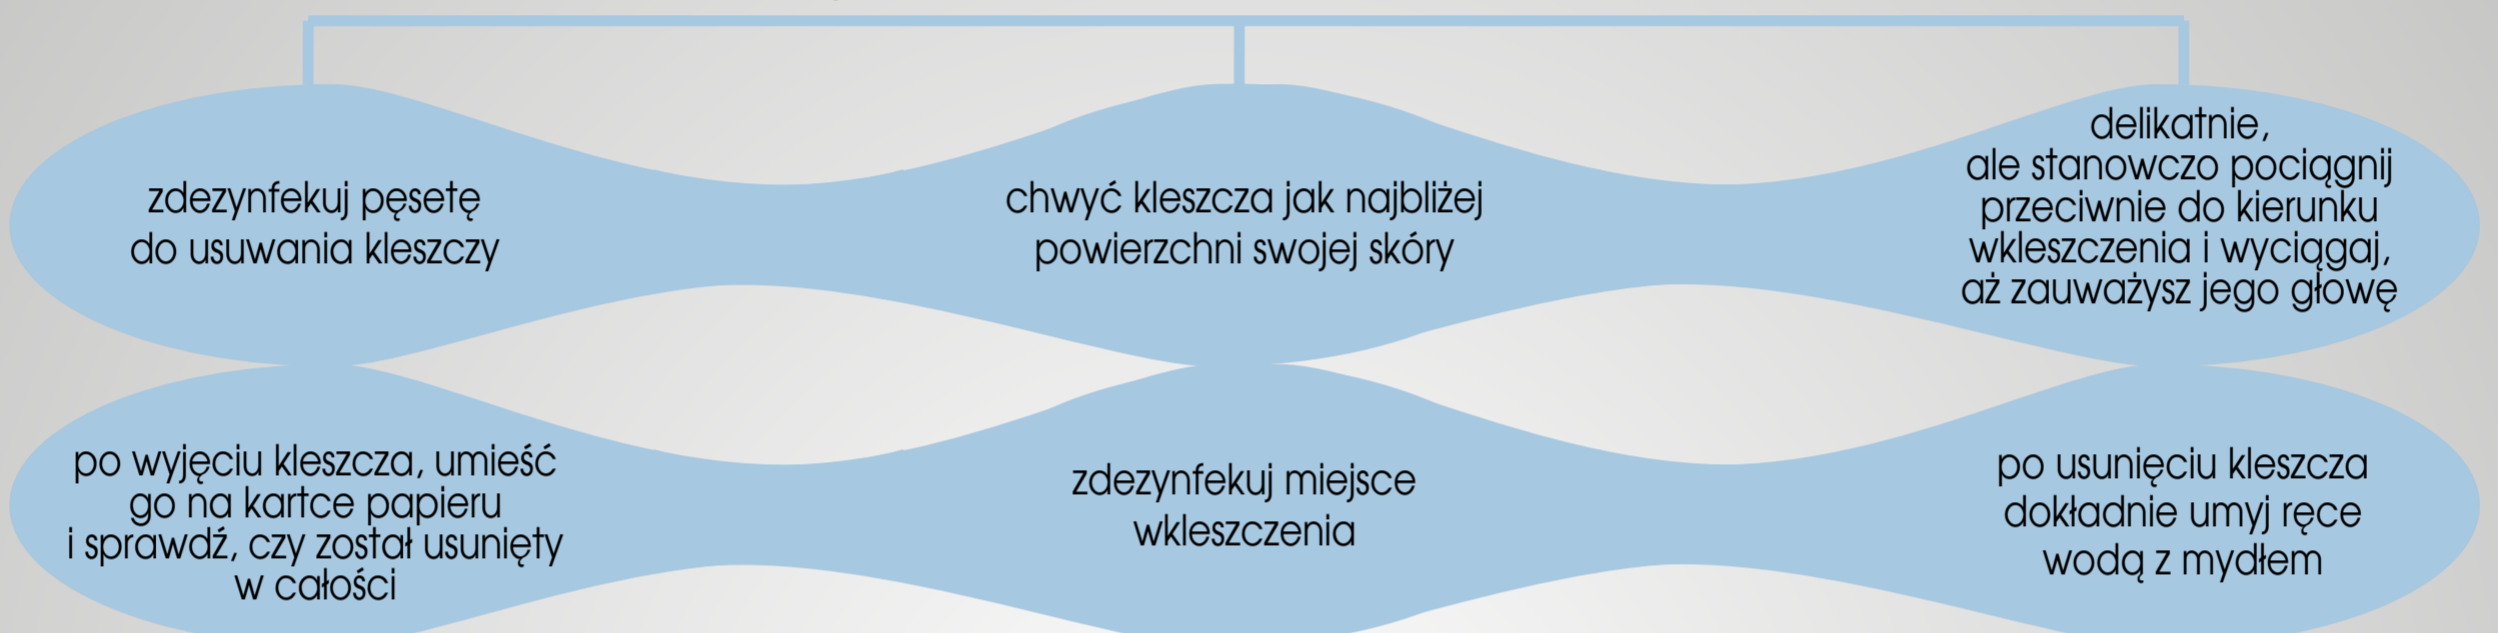 zdezynfekuj pęsetę
do usuwania kleszczy
chwyć kleszcza jak najbliżej
powierzchni swojej skóry
delikatnie,
ale stanowczo pociągnij
przeciwnie do kierunku
wkleszczenia i wyciągaj,
aż zauważysz jego głowę
po wyjęciu kleszcza, umieść
go na kartce papieru
i sprawdź, czy został usunięty
w całości
zdezynfekuj miejsce
wkleszczenia
po usunięciu kleszcza
dokładnie umyj ręce
wodą z mydłem